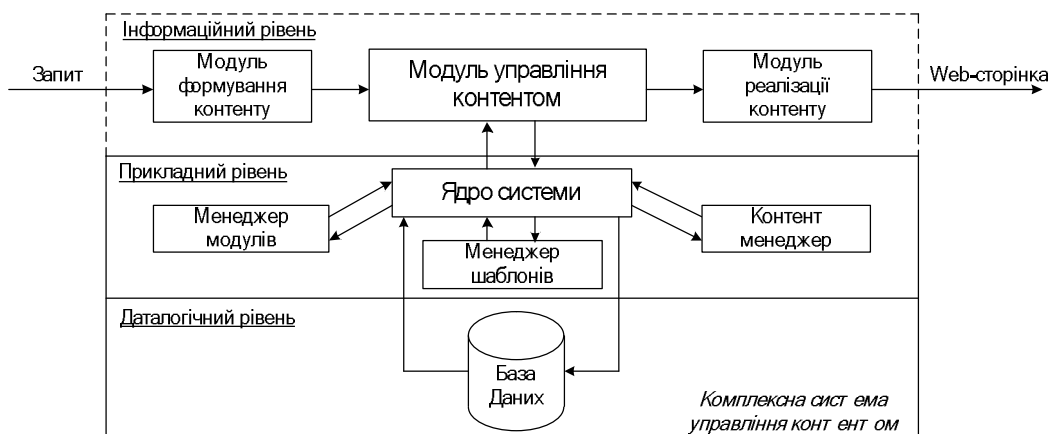 Інформаційний рівень
Запит
Модуль
формування
контенту
Модуль управління
контентом
Модуль
реалізації
контенту
Web-сторінка
Прикладний рівень
Ядро системи
Менеджер
модулів
Менеджер
шаблонів
Контент
менеджер
Даталогічний рівень
База
Даних
Комплексна система
управління контентом